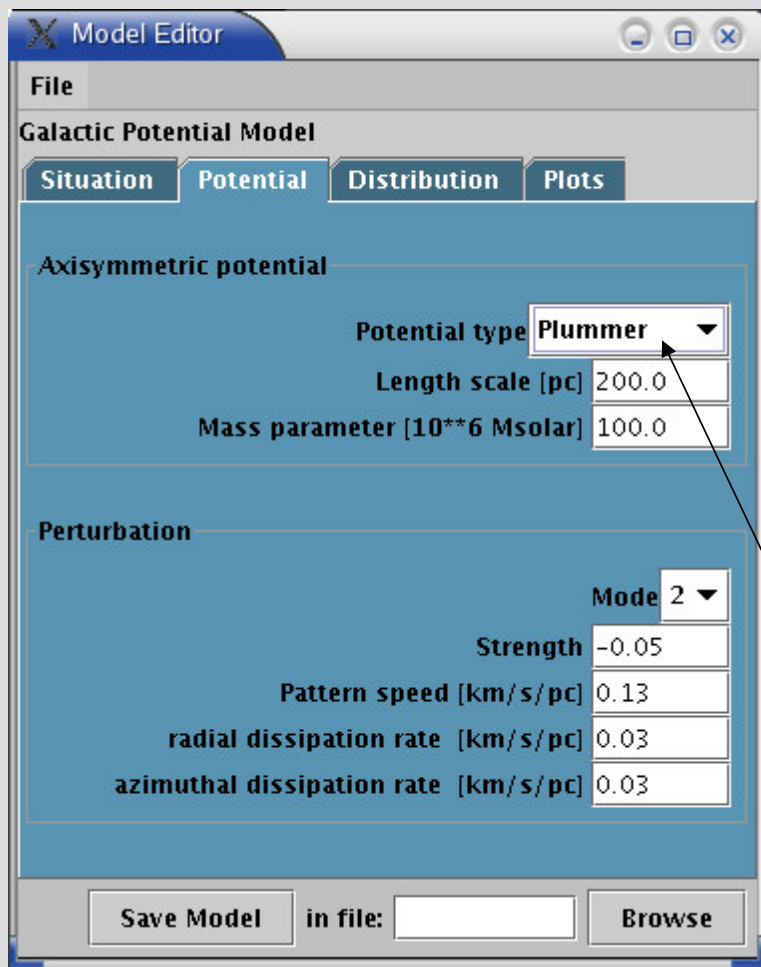 Model Editor
File
Galactic Potential Model
Situation Potential Distribution Plots
Axisymmetric potential
Potential type Plummer
Length scale [pc] 200.0
Mass parameter [10**6 Msolar] 100.0
Perturbation
Mode 2
Strength -0.05
Pattern speed [km/s/pc] 0.13
radial dissipation rate [km/s/pc] 0.03
azimuthal dissipation rate [km/s/pc] 0.03
Save Model in file: Browse